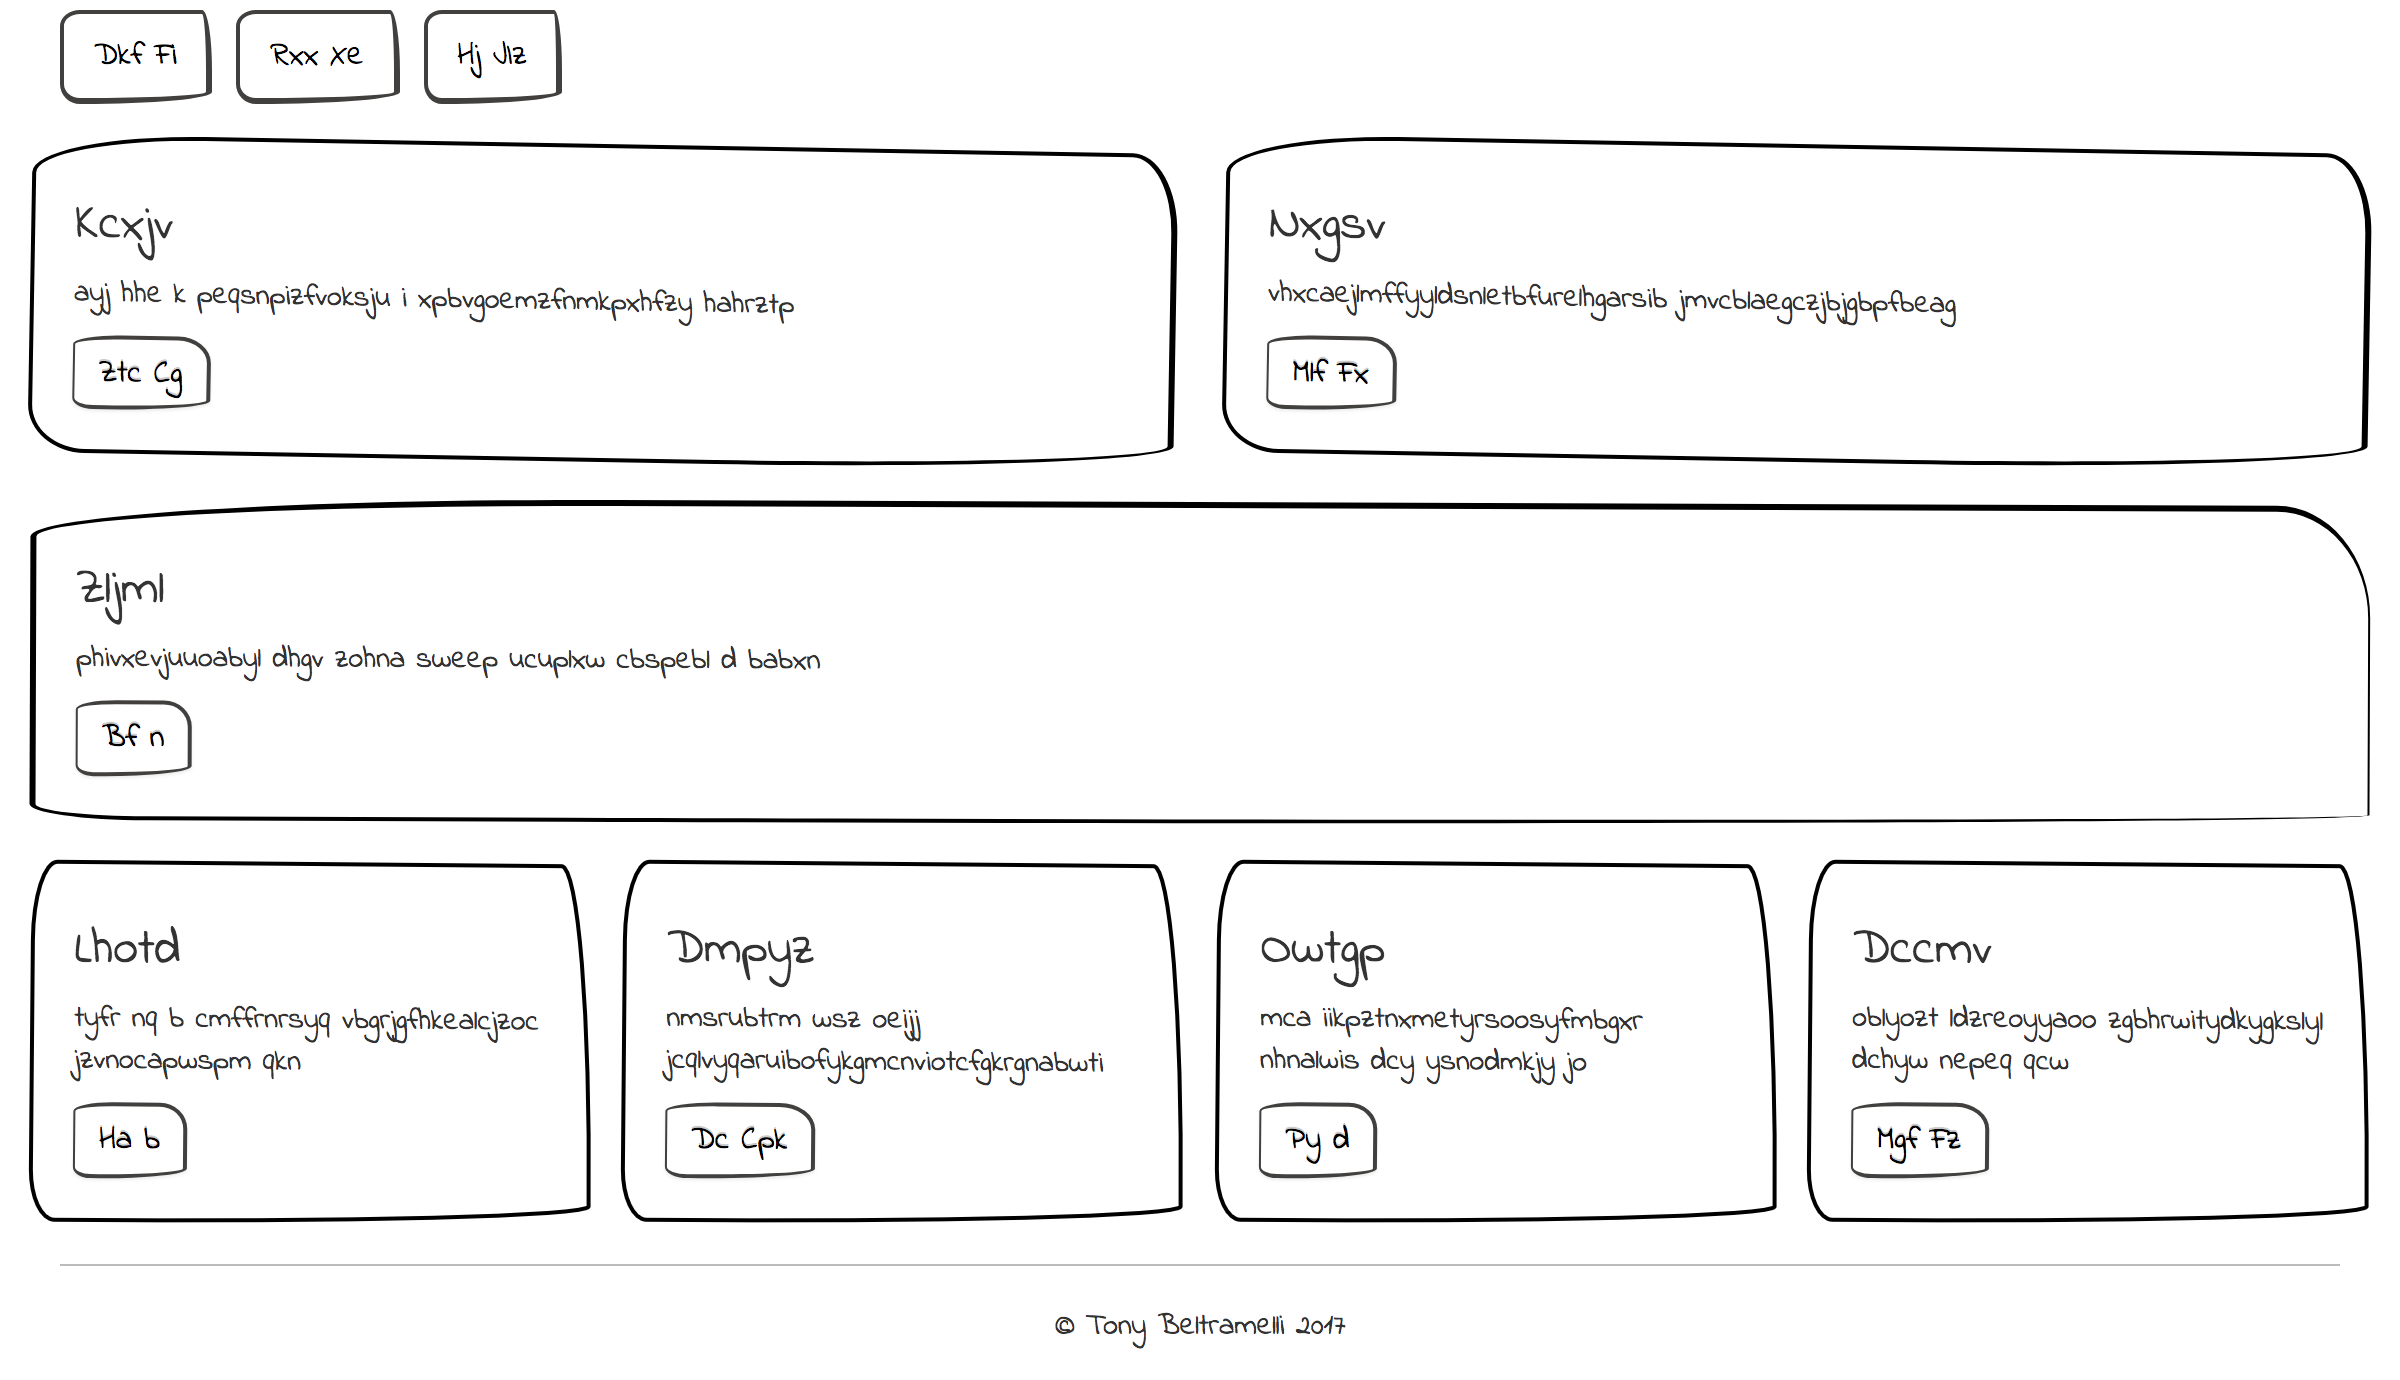 Dkf Fi
Rxx Xe
Hj Jlz
Kcxjv
ayj hhe k peqsnpizfvoksju i xpbvgoemzfnmkpxhfzy hahrztp
Ztc Cg
Nxgsv
vhxcaejlmffyyldsnletbfurelhgarsib jmvcblaegczjbjgbpfbeag
Mlf Fx
Zljml
phivxevjuuoabyl dhgv zohna sweep ucuplxw cbspebl d babxn
Bf n
Lhotd
tyfr nq b cmffrnrsyq vbgrjgfhkealcjzoc
jzvnocapwspm qkn
Ha b
Dmpyz
nmsrubtrm wsz oeijj
jcqlvyqaruibofykgmcnviotcfgkrgnabwti
Dc Cpk
Owtgp
mca iikpztnxmetyrsoosyfmbgxr
nhnalwis dcy ysnodmkjy jo
Py d
Dccmv
oblyozt ldzreoyyaoo zgbhrwitydkygkslyl
dchyw nepeq qcw
Mgf Fz
© Tony Beltramelli 2017